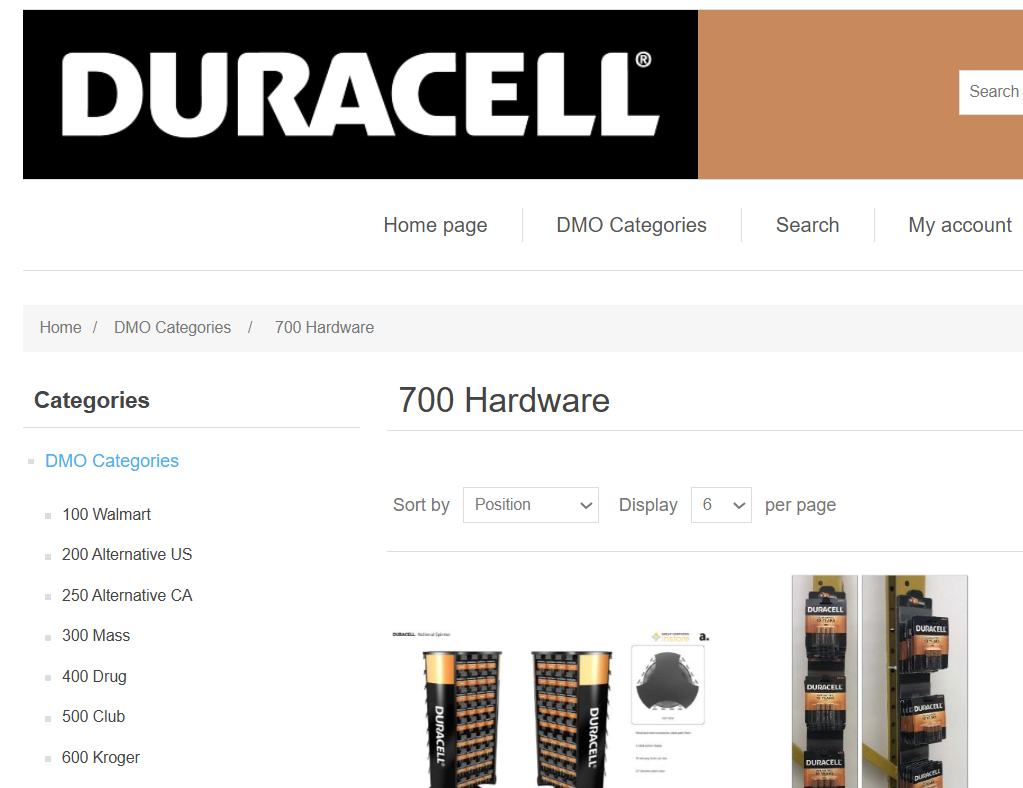 DURACELL®
Search
Home page
DMO Categories
Search
My account
Home / DMO Categories / 700 Hardware
Categories
700 Hardware
DMO Categories
Sort by Position Display 6 per page
100 Walmart
200 Alternative US
250 Alternative CA
300 Mass
400 Drug
500 Club
600 Kroger
DURACELL National Spinner
instore
a.
DURACELL
DURACELL
DURACELL
DURACELL
DURACELL
DURACELL
DURACELL
DURACELL